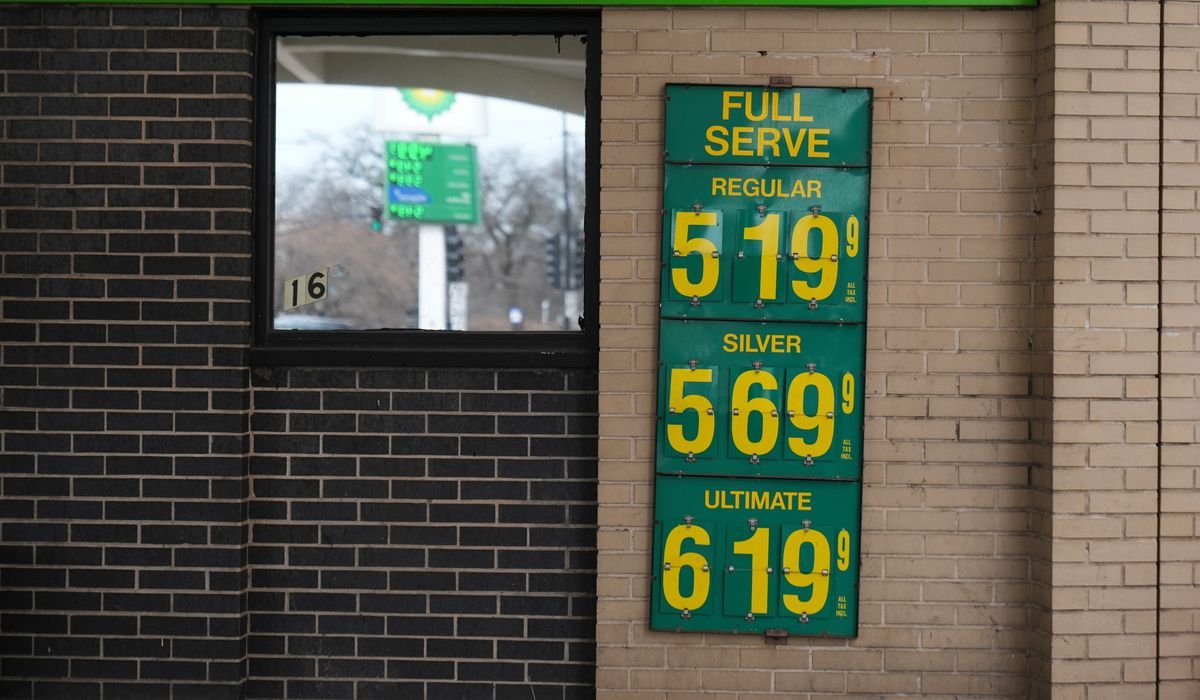 16
FULL
SERVE
REGULAR
5 19 9
ALL
TAX
INCL.
SILVER
5 69 9
ALL
TAX
INCL.
ULTIMATE
6 19 9
ALL
TAX
INCL.